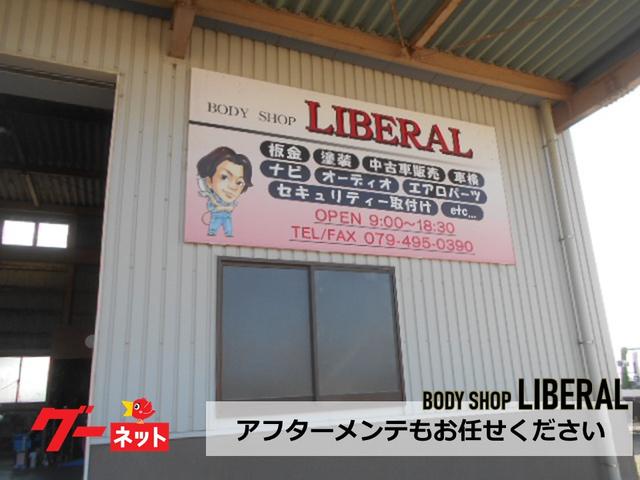 BODY SHOP LIBERAL
板金 塗装 中古車販売 車検
ナビ オーディオ エアロパーツ
セキュリティー取付け etc...
OPEN 9:00～18:30
TEL/FAX 079-495-0390
BODY SHOP LIBERAL
グーネット
アフターメンテもお任せください